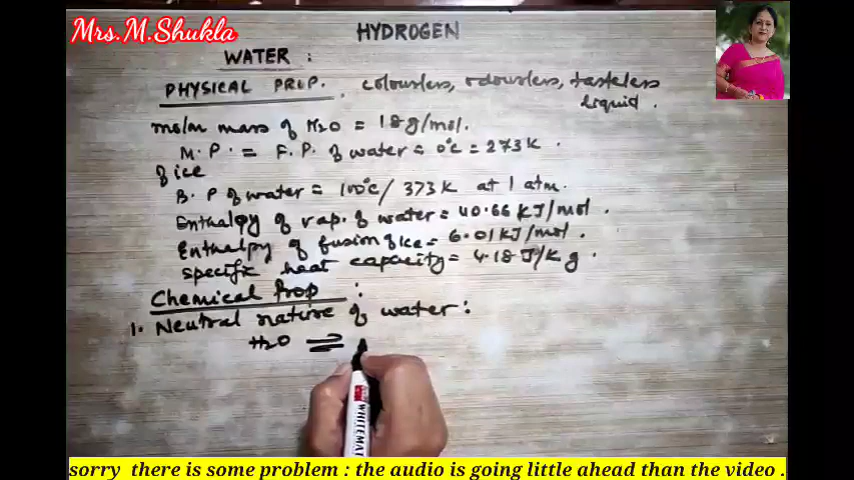 Mrs.M.Shukla
HYDROGEN
WATER :
PHYSICAL PROP. , colourless, odourless, tasteless
liquid .
molar mass of H2O = 18 g/mol.
M.P. = F.P. of water = 0°C = 273 K .
of ice
B.P of water = 100°C / 373 K at 1 atm.
Enthalpy of vap. of water = 40.66 KJ/mol .
Enthalpy of fusion of ice = 6.01 KJ/mol .
specific heat capacity = 4.18 J/K g .
Chemical Prop :
1. Neutral nature of water :
H2O ⇌
WHITEMA
sorry there is some problem : the audio is going little ahead than the video .